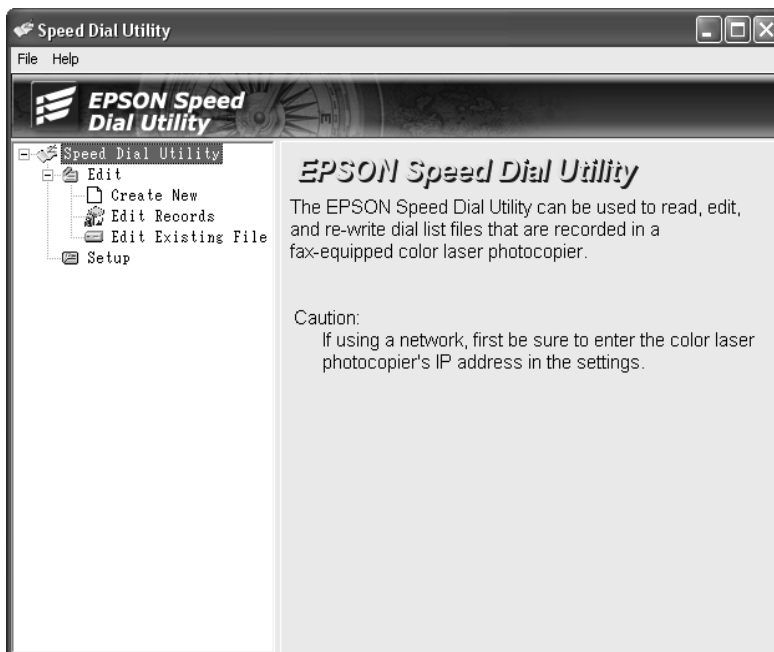 Speed Dial Utility
File Help
EPSON Speed
Dial Utility
Speed Dial Utility
Edit
Create New
Edit Records
Edit Existing File
Setup
EPSON Speed Dial Utility
The EPSON Speed Dial Utility can be used to read, edit,
and re-write dial list files that are recorded in a
fax-equipped color laser photocopier.
Caution:
If using a network, first be sure to enter the color laser
photocopier's IP address in the settings.